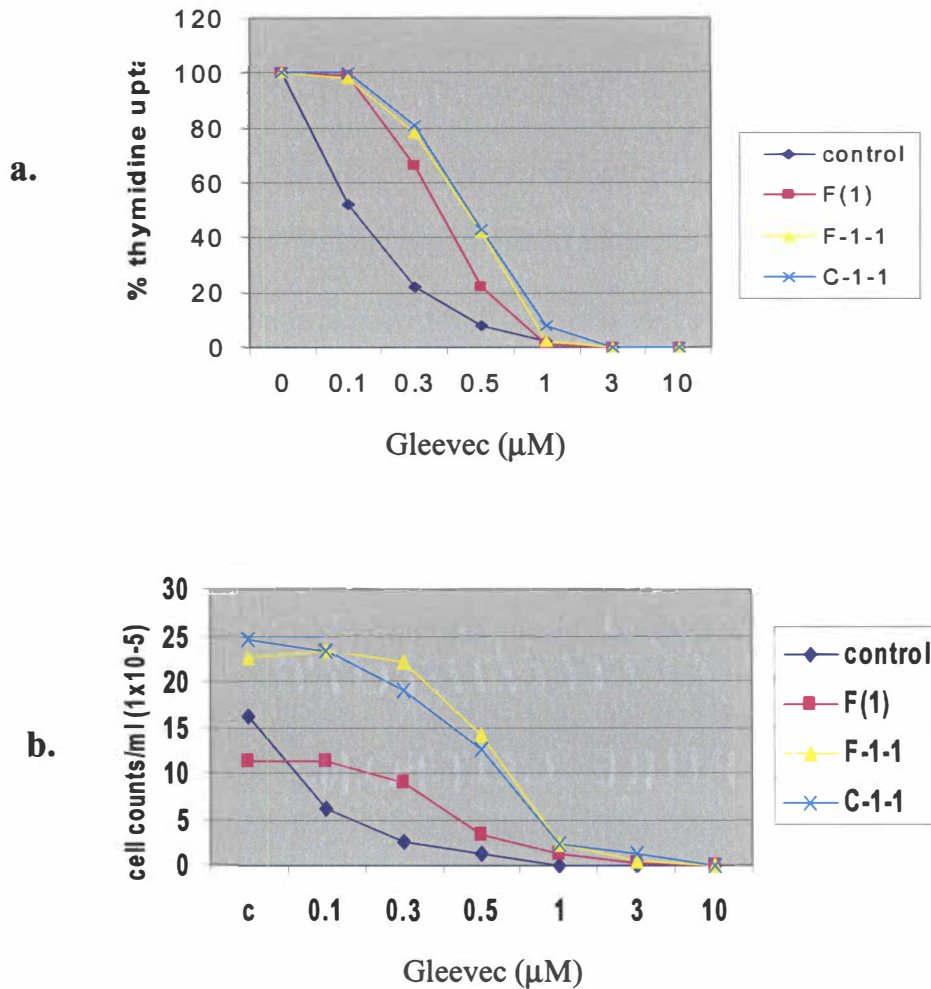 a.
% thymidine upta
120
100
80
60
40
20
0
0 0.1 0.3 0.5 1 3 10
Gleevec (μM)
control
F(1)
F-1-1
C-1-1
b.
cell counts/ml (1x10-5)
30
25
20
15
10
5
0
c 0.1 0.3 0.5 1 3 10
Gleevec (μM)
control
F(1)
F-1-1
C-1-1